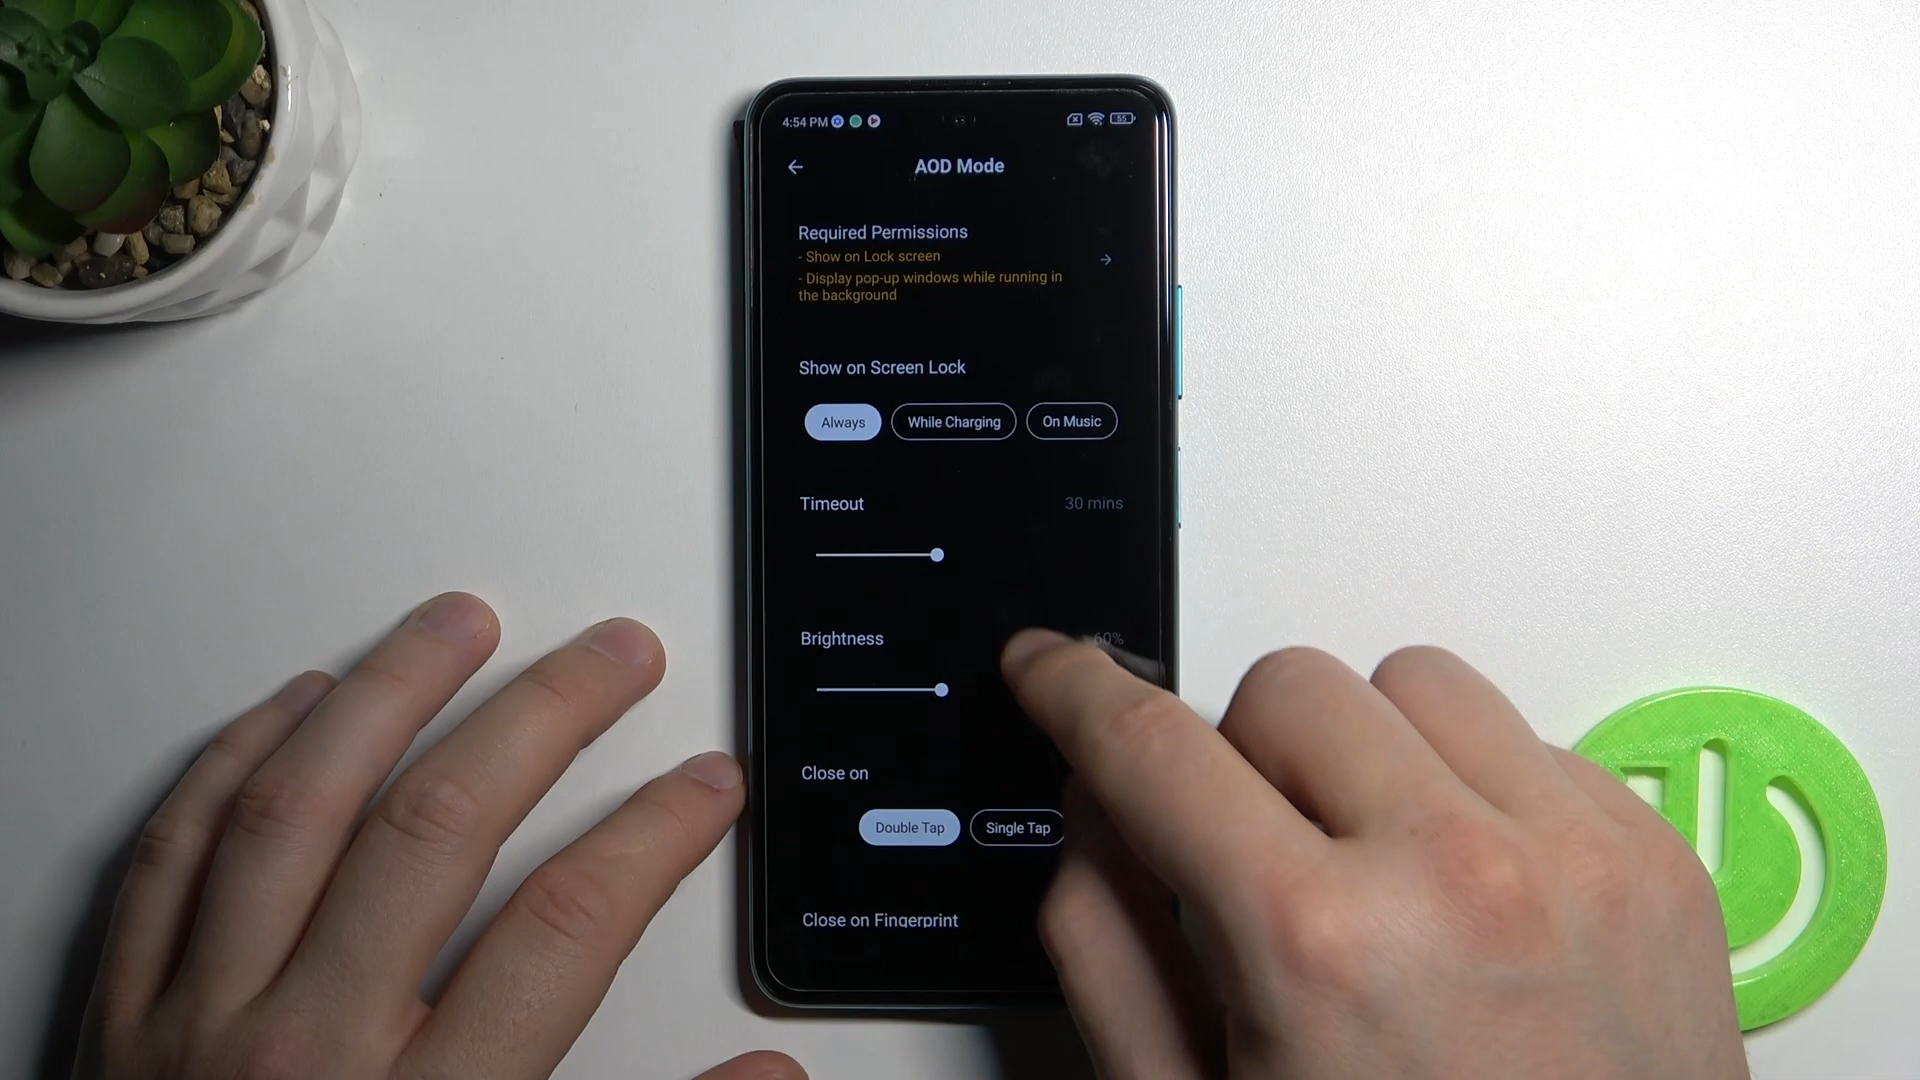 4:54 PM
55
AOD Mode
Required Permissions
- Show on Lock screen
- Display pop-up windows while running in
the background
Show on Screen Lock
Always While Charging On Music
Timeout 30 mins
Brightness 60%
Close on
Double Tap Single Tap
Close on Fingerprint